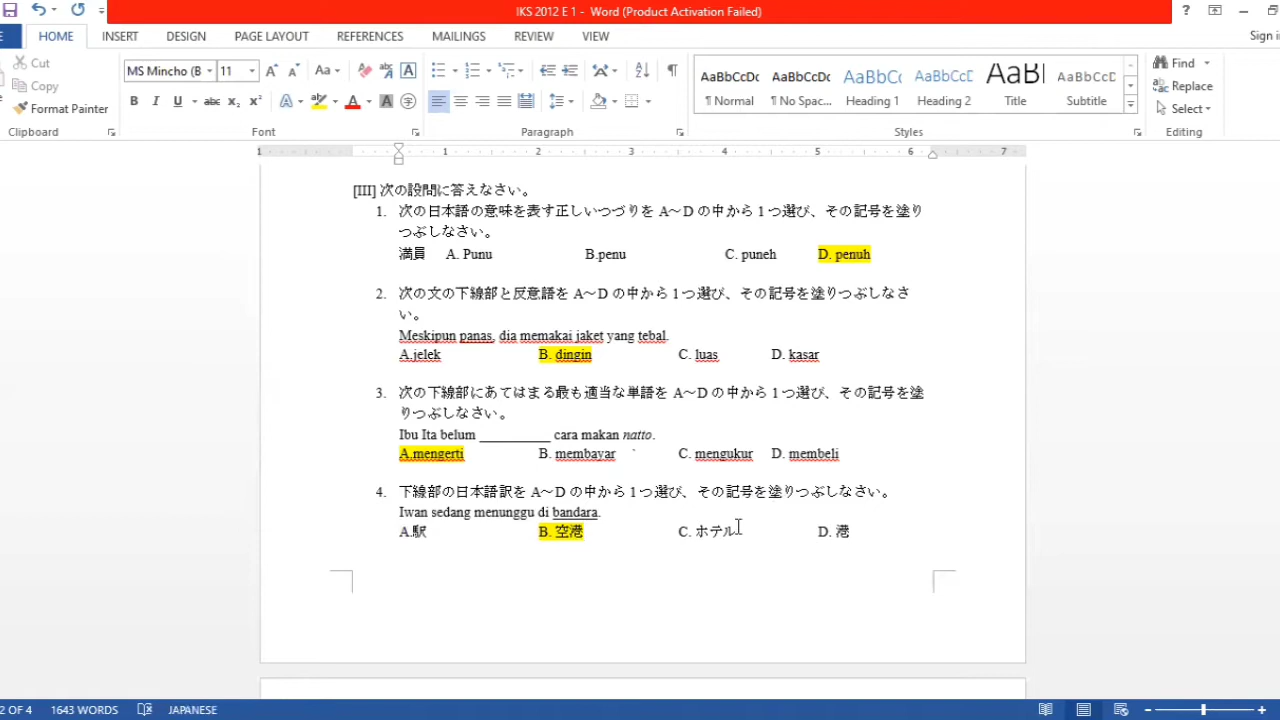 IKS 2012 E 1 - Word (Product Activation Failed)
HOME INSERT DESIGN PAGE LAYOUT REFERENCES MAILINGS REVIEW VIEW Sign i
Cut
Copy
Format Painter
Clipboard
MS Mincho (B 11
Font
Paragraph
AaBbCcDc AaBbCcDc AaBbCc AaBbCcD AaBl AaBbCcD
¶ Normal ¶ No Spac... Heading 1 Heading 2 Title Subtitle
Styles
Find
Replace
Select
Editing
1 1 2 3 4 5 6 7
[III] 次の設問に答えなさい。
1. 次の日本語の意味を表す正しいつづりを A～D の中から 1 つ選び、その記号を塗り
つぶしなさい。
満員 A. Punu B.penu C. puneh D. penuh
2. 次の文の下線部と反意語を A～D の中から 1 つ選び、その記号を塗りつぶしなさ
い。
Meskipun panas, dia memakai jaket yang tebal.
A.jelek B. dingin C. luas D. kasar
3. 次の下線部にあてはまる最も適当な単語を A～D の中から 1 つ選び、その記号を塗
りつぶしなさい。
Ibu Ita belum __________ cara makan natto.
A.mengerti B. membayar C. mengukur D. membeli
4. 下線部の日本語訳を A～D の中から 1 つ選び、その記号を塗りつぶしなさい。
Iwan sedang menunggu di bandara.
A.駅 B. 空港 C. ホテル D. 港
2 OF 4 1643 WORDS JAPANESE